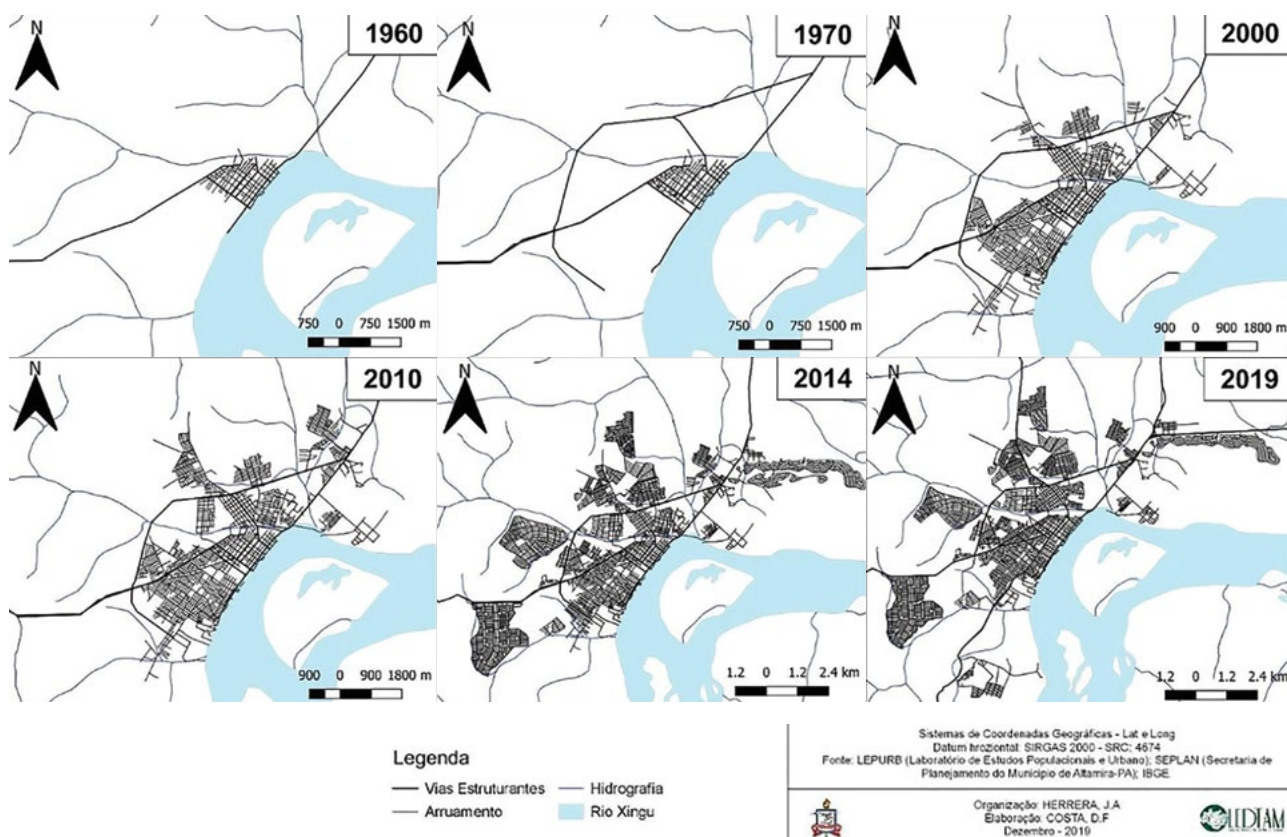 N
1960
750 0 750 1500 m
N
1970
750 0 750 1500 m
N
2000
900 0 900 1800 m
N
2010
900 0 900 1800 m
N
2014
1.2 0 1.2 2.4 km
N
2019
1.2 0 1.2 2.4 km
Legenda
Vias Estruturantes
Hidrografia
Arruamento
Rio Xingu
Sistemas de Coordenadas Geográficas - Lat e Long
Datum hroziontal: SIRGAS 2000 - SRC: 4674
Fonte: LEPURB (Laboratório de Estudos Populacionais e Urbano); SEPLAN (Secretaria de
Planejamento do Município de Altamira-PA); IBGE.
Organização: HERRERA, J.A
Elaboração: COSTA, D.F
Dezembro - 2019